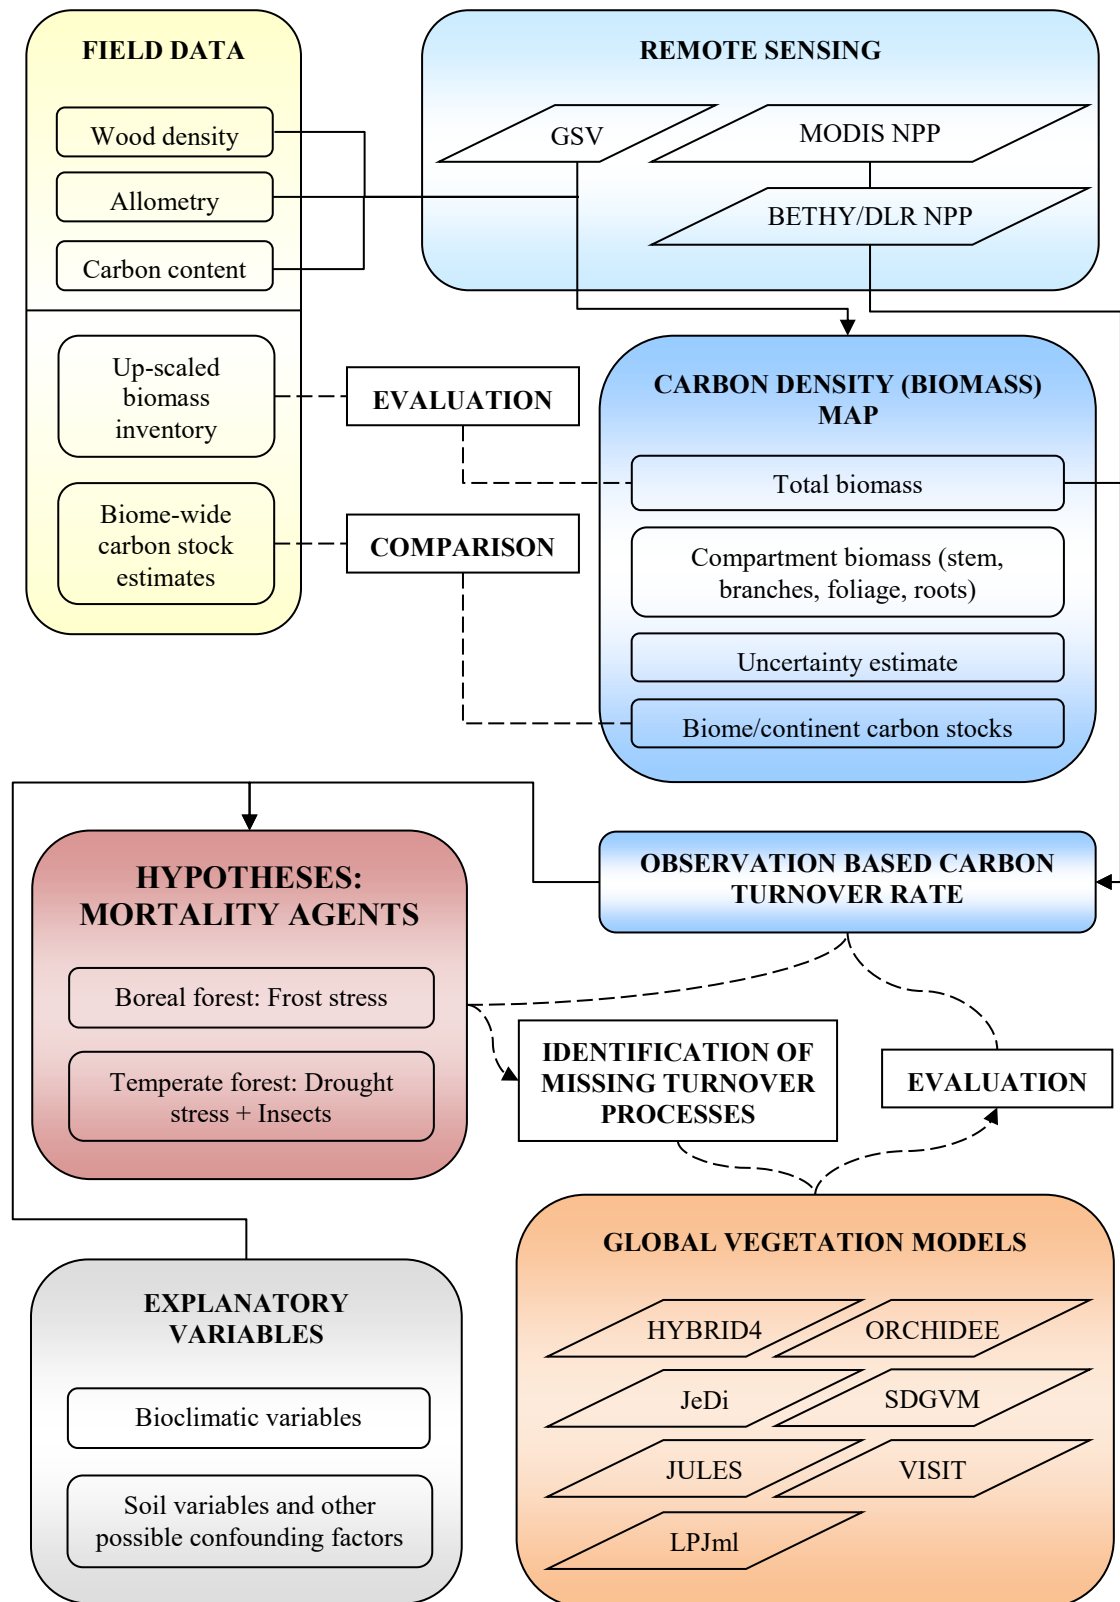 FIELD DATA
Wood density
Allometry
Carbon content
Up-scaled
biomass
inventory
Biome-wide
carbon stock
estimates
REMOTE SENSING
GSV
MODIS NPP
BETHY/DLR NPP
EVALUATION
COMPARISON
CARBON DENSITY (BIOMASS)
MAP
Total biomass
Compartment biomass (stem,
branches, foliage, roots)
Uncertainty estimate
Biome/continent carbon stocks
HYPOTHESES:
MORTALITY AGENTS
Boreal forest: Frost stress
Temperate forest: Drought
stress + Insects
OBSERVATION BASED CARBON
TURNOVER RATE
IDENTIFICATION OF
MISSING TURNOVER
PROCESSES
EVALUATION
EXPLANATORY
VARIABLES
Bioclimatic variables
Soil variables and other
possible confounding factors
GLOBAL VEGETATION MODELS
HYBRID4
ORCHIDEE
JeDi
SDGVM
JULES
VISIT
LPJml